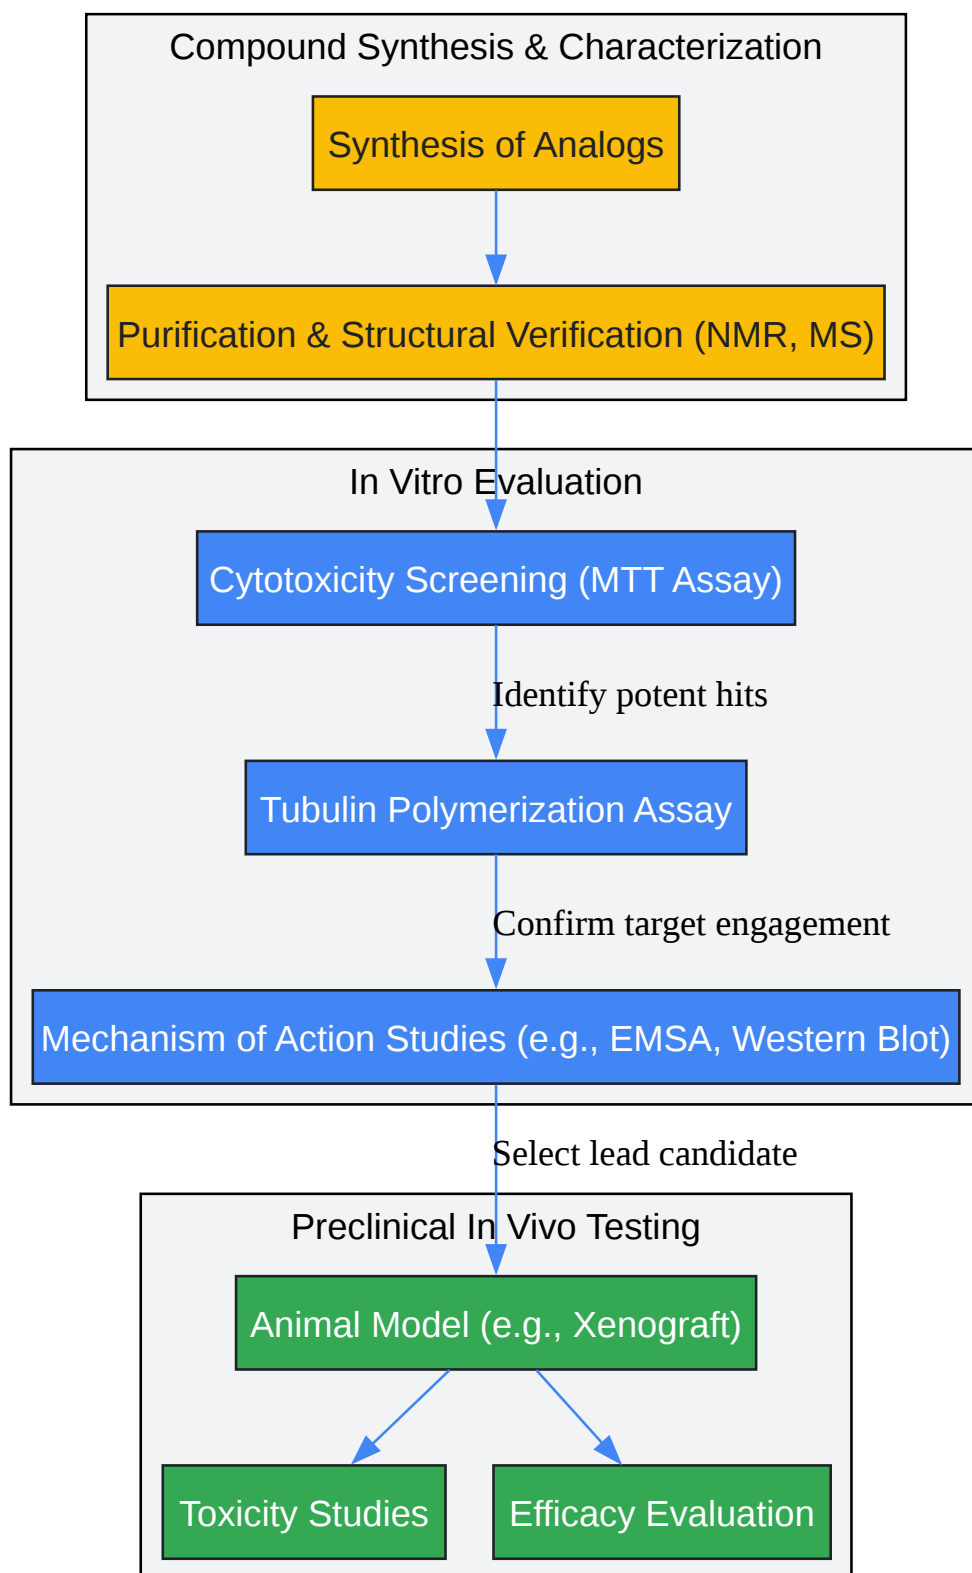 Compound Synthesis & Characterization
Synthesis of Analogs
Purification & Structural Verification (NMR, MS)
In Vitro Evaluation
Cytotoxicity Screening (MTT Assay)
Identify potent hits
Tubulin Polymerization Assay
Confirm target engagement
Mechanism of Action Studies (e.g., EMSA, Western Blot)
Select lead candidate
Preclinical In Vivo Testing
Animal Model (e.g., Xenograft)
Toxicity Studies
Efficacy Evaluation